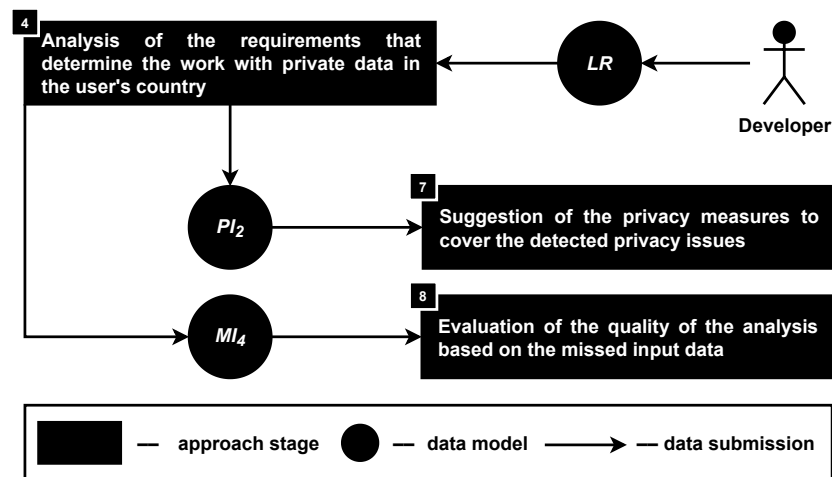 4
Analysis of the requirements that
determine the work with private data in
the user's country
LR
Developer
PI2
7
Suggestion of the privacy measures to
cover the detected privacy issues
MI4
8
Evaluation of the quality of the analysis
based on the missed input data
— approach stage — data model — data submission